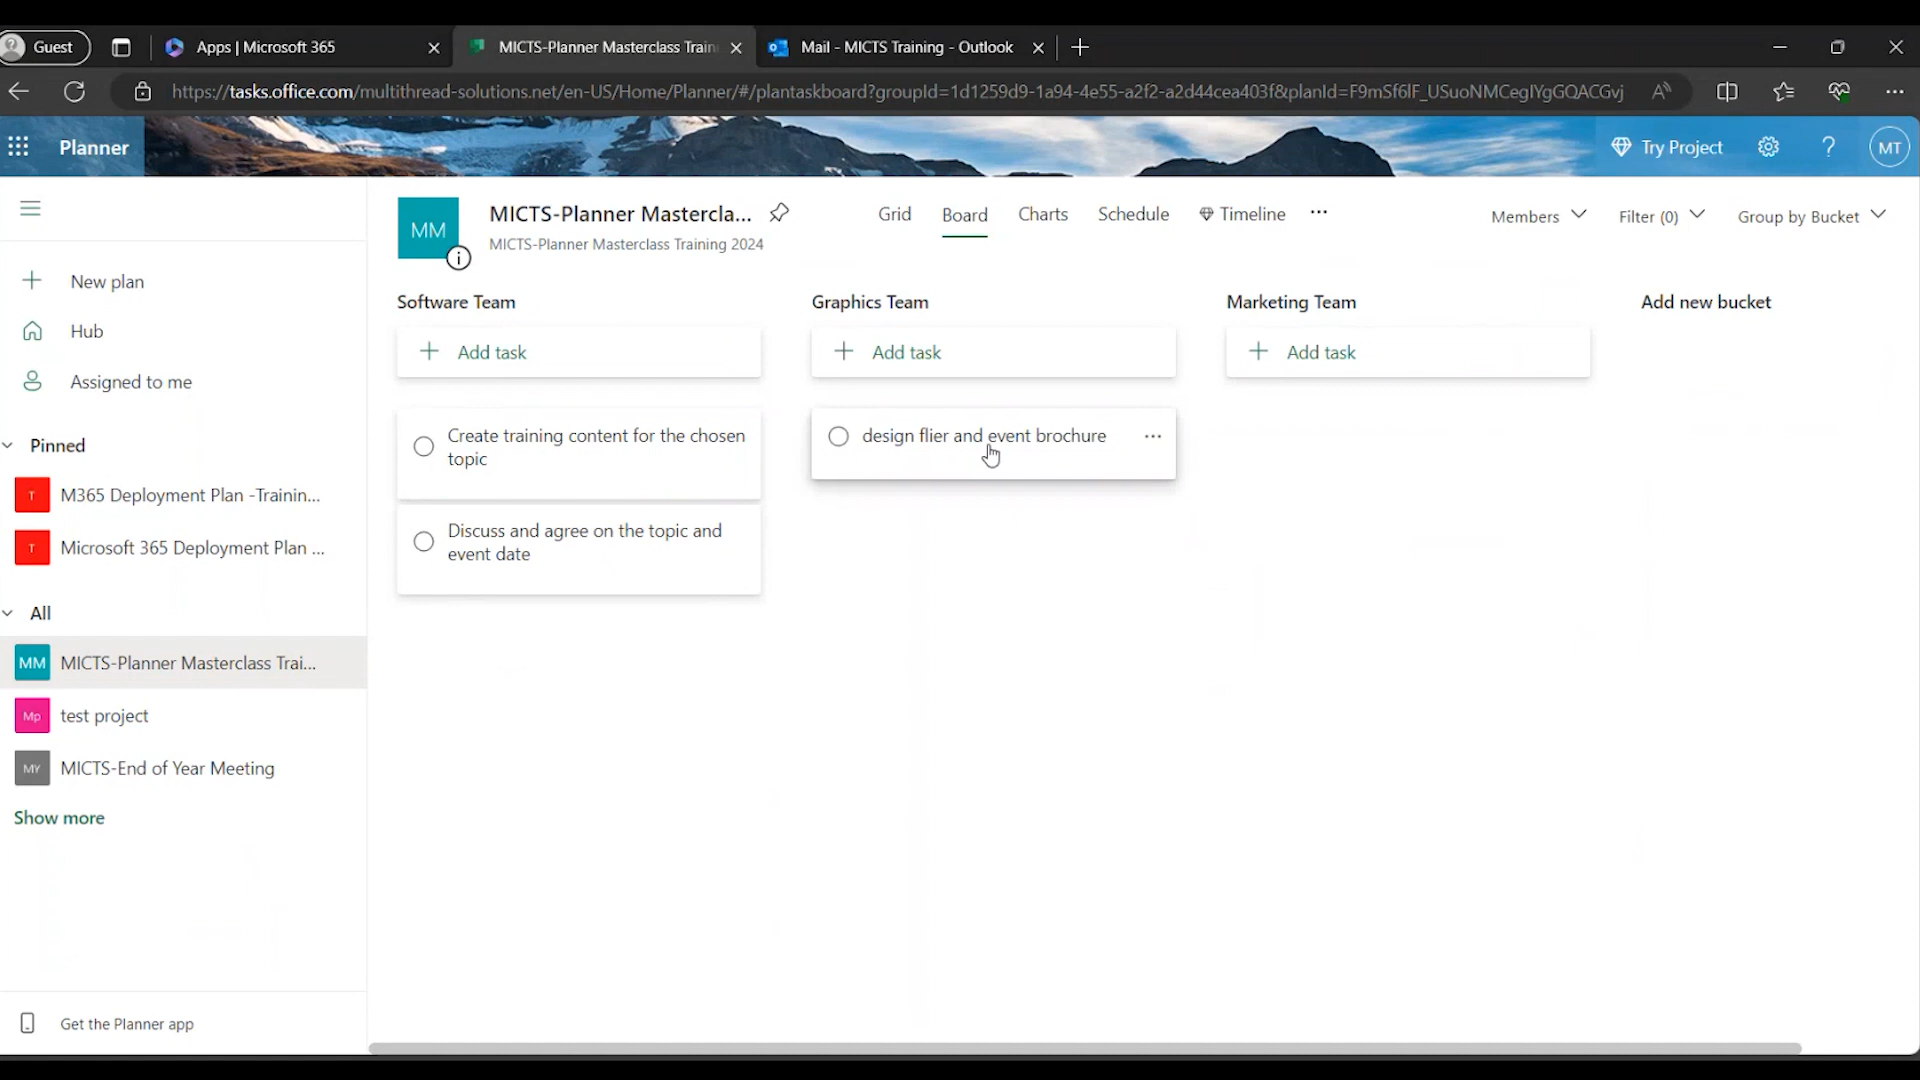 Guest
Apps | Microsoft 365
MICTS-Planner Masterclass Train
Mail - MICTS Training - Outlook
https://tasks.office.com/multithread-solutions.net/en-US/Home/Planner/#/plantaskboard?groupId=1d1259d9-1a94-4e55-a2f2-a2d44cea403f&planId=F9mSf6lF_USuoNMCeglYgGQACGvj
Planner
Try Project
?
MT
New plan
Hub
Assigned to me
Pinned
T
M365 Deployment Plan -Trainin...
T
Microsoft 365 Deployment Plan ...
All
MM
MICTS-Planner Masterclass Trai...
Mp
test project
MY
MICTS-End of Year Meeting
Show more
Get the Planner app
MM
MICTS-Planner Mastercla...
MICTS-Planner Masterclass Training 2024
Grid
Board
Charts
Schedule
Timeline
Members
Filter (0)
Group by Bucket
Software Team
Add task
Create training content for the chosen
topic
Discuss and agree on the topic and
event date
Graphics Team
Add task
design flier and event brochure
Marketing Team
Add task
Add new bucket